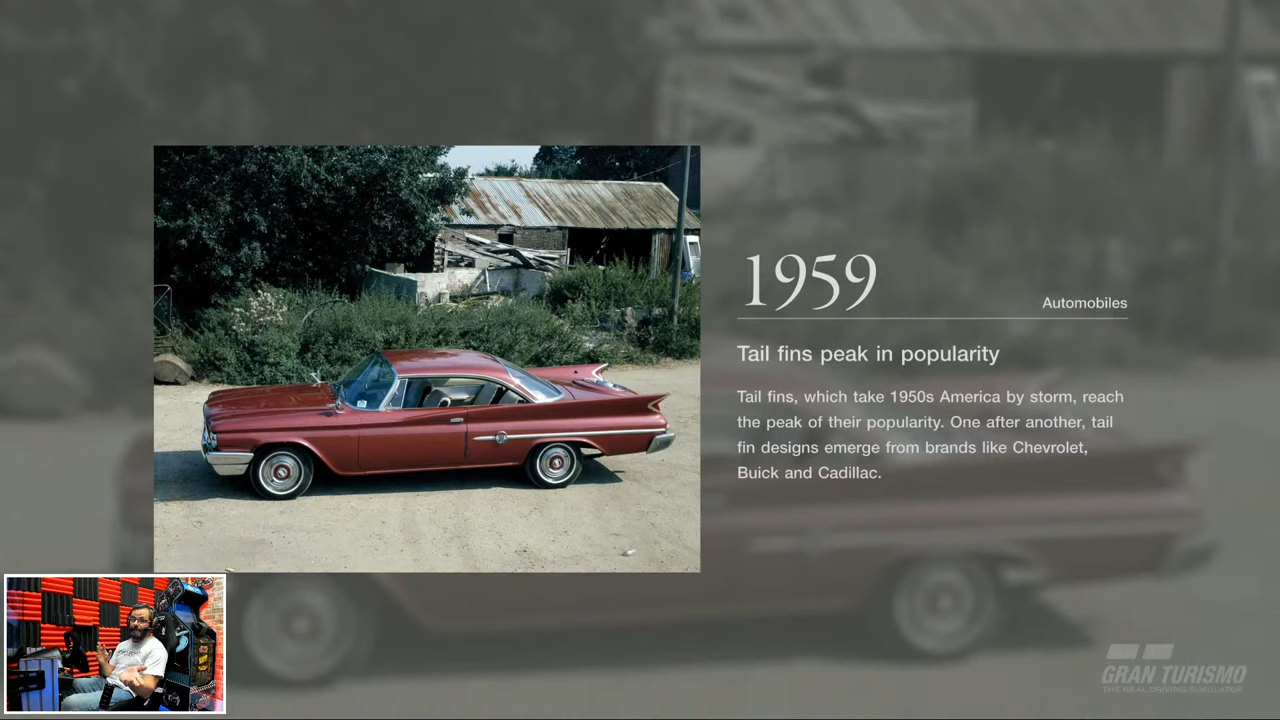 1959
Automobiles
Tail fins peak in popularity
Tail fins, which take 1950s America by storm, reach
the peak of their popularity. One after another, tail
fin designs emerge from brands like Chevrolet,
Buick and Cadillac.
GRAN TURISMO
THE REAL DRIVING SIMULATOR